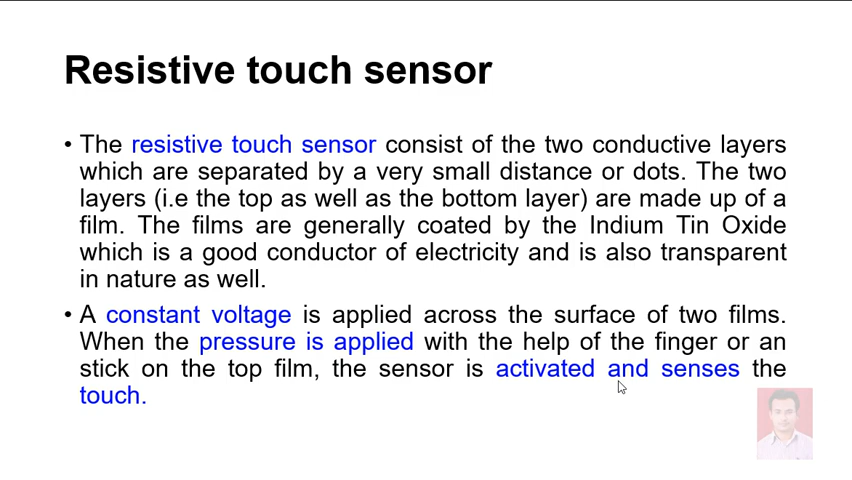 Resistive touch sensor
• The resistive touch sensor consist of the two conductive layers
which are separated by a very small distance or dots. The two
layers (i.e the top as well as the bottom layer) are made up of a
film. The films are generally coated by the Indium Tin Oxide
which is a good conductor of electricity and is also transparent
in nature as well.
• A constant voltage is applied across the surface of two films.
When the pressure is applied with the help of the finger or an
stick on the top film, the sensor is activated and senses the
touch.